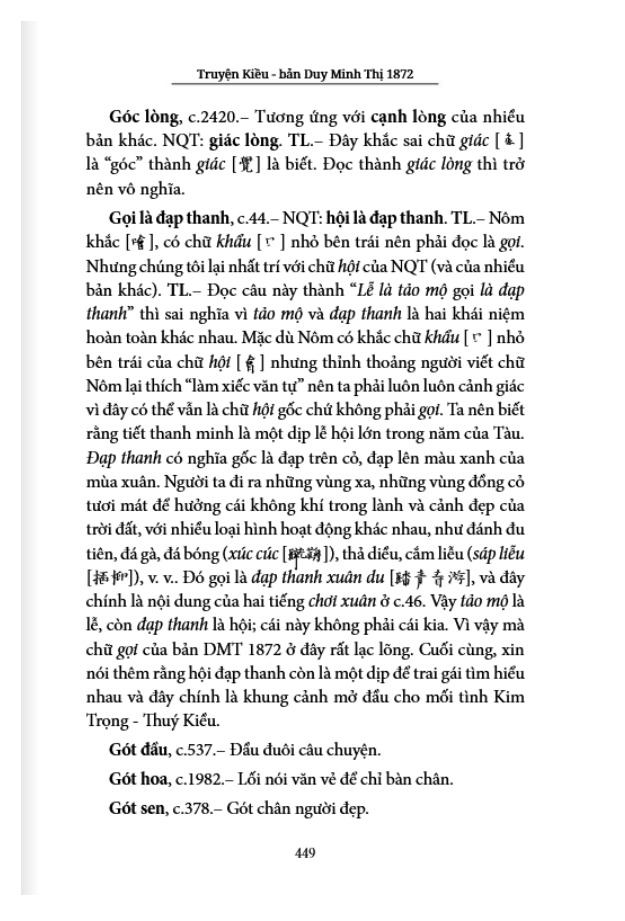 Truyện Kiều - bản Duy Minh Thị 1872
Góc lòng, c.2420.– Tương ứng với cạnh lòng của nhiều
bản khác. NQT: giác lòng. TL.– Đây khắc sai chữ giác [ ]
là “góc” thành giác [覺] là biết. Đọc thành giác lòng thì trở
nên vô nghĩa.
Gọi là đạp thanh, c.44.– NQT: hội là đạp thanh. TL.– Nôm
khắc [噲], có chữ khẩu [ ] nhỏ bên trái nên phải đọc là gọi.
Nhưng chúng tôi lại nhất trí với chữ hội của NQT (và của nhiều
bản khác). TL.– Đọc câu này thành “Lễ là tảo mộ gọi là đạp
thanh” thì sai nghĩa vì tảo mộ và đạp thanh là hai khái niệm
hoàn toàn khác nhau. Mặc dù Nôm có khắc chữ khẩu [ ] nhỏ
bên trái của chữ hội [會] nhưng thỉnh thoảng người viết chữ
Nôm lại thích “làm xiếc văn tự” nên ta phải luôn luôn cảnh giác
vì đây có thể vẫn là chữ hội gốc chứ không phải gọi. Ta nên biết
rằng tiết thanh minh là một dịp lễ hội lớn trong năm của Tàu.
Đạp thanh có nghĩa gốc là đạp trên cỏ, đạp lên màu xanh của
mùa xuân. Người ta đi ra những vùng xa, những vùng đồng cỏ
tươi mát để hưởng cái không khí trong lành và cảnh đẹp của
trời đất, với nhiều loại hình hoạt động khác nhau, như đánh đu
tiên, đá gà, đá bóng (xúc cúc [ ]), thả diều, cắm liễu (sáp liễu
[ ]), v. v.. Đó gọi là đạp thanh xuân du [踏青春游], và đây
chính là nội dung của hai tiếng chơi xuân ở c.46. Vậy tảo mộ là
lễ, còn đạp thanh là hội; cái này không phải cái kia. Vì vậy mà
chữ gọi của bản DMT 1872 ở đây rất lạc lõng. Cuối cùng, xin
nói thêm rằng hội đạp thanh còn là một dịp để trai gái tìm hiểu
nhau và đây chính là khung cảnh mở đầu cho mối tình Kim
Trọng - Thuý Kiều.
Gót đầu, c.537.– Đầu đuôi câu chuyện.
Gót hoa, c.1982.– Lối nói văn vẻ để chỉ bàn chân.
Gót sen, c.378.– Gót chân người đẹp.
449